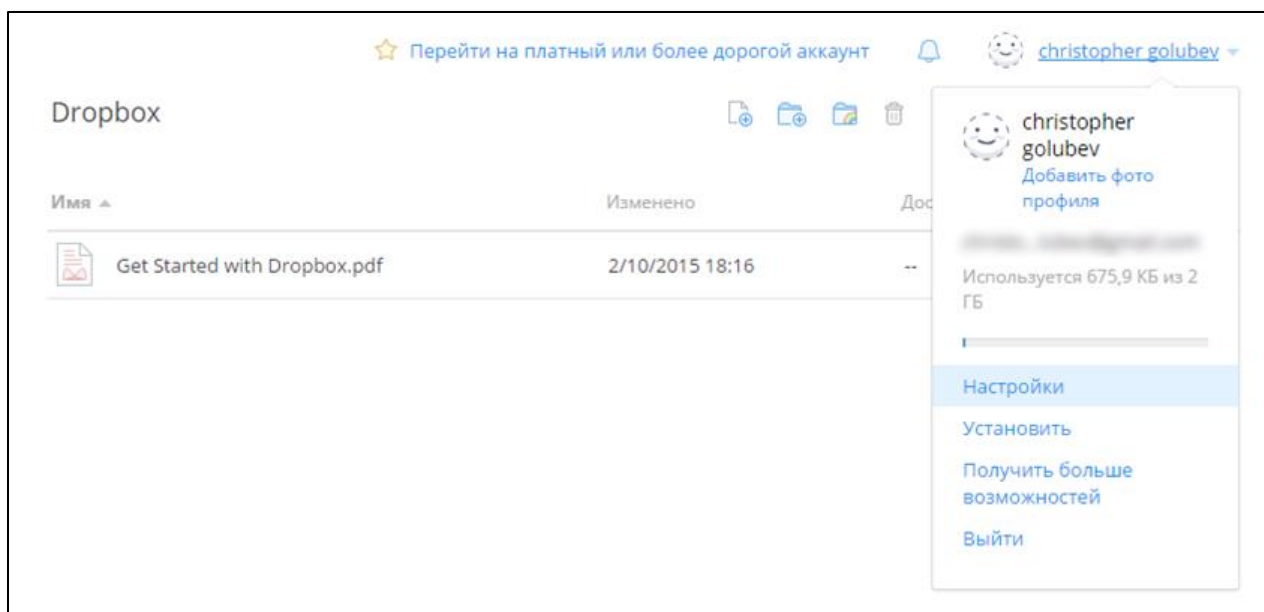 Перейти на платный или более дорогой аккаунт
christopher golubev
Dropbox
christopher
golubev
Добавить фото
профиля
Имя
Изменено
Get Started with Dropbox.pdf
2/10/2015 18:16
--
Используется 675,9 КБ из 2
ГБ
Настройки
Установить
Получить больше
возможностей
Выйти